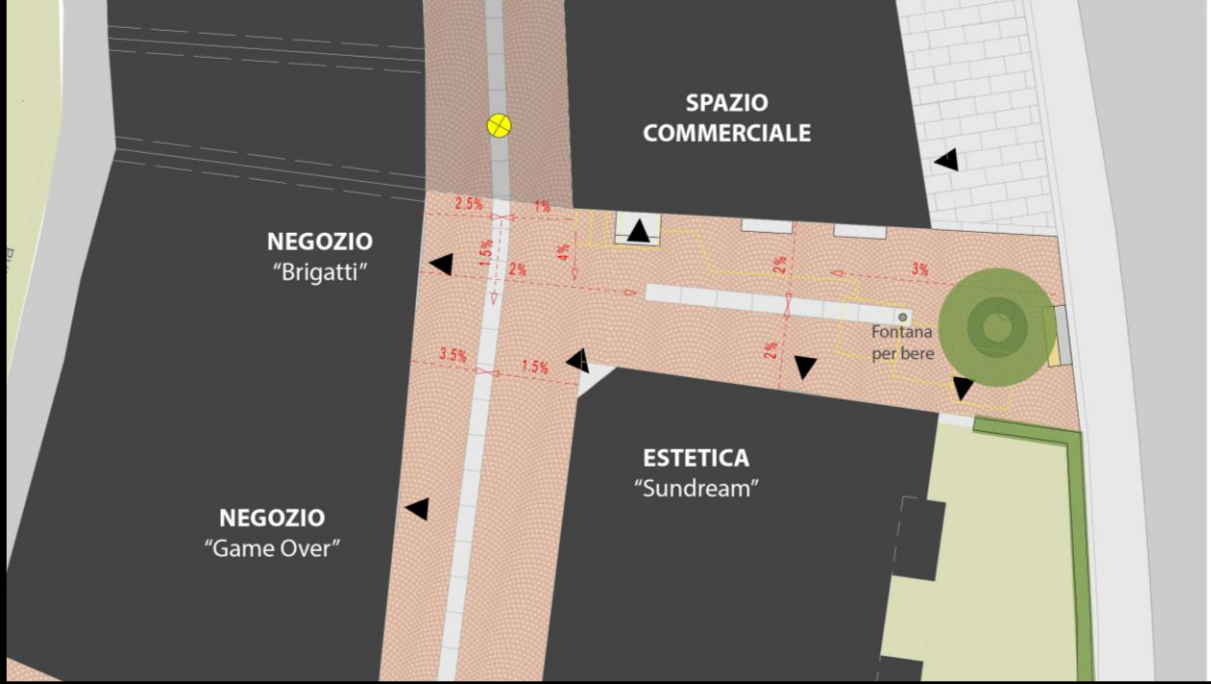 SPAZIO
COMMERCIALE
2.5%
1%
NEGOZIO
“Brigatti”
1.5%
2%
4%
2%
3%
Fontana
per bere
3.5%
1.5%
2%
ESTETICA
“Sundream”
NEGOZIO
“Game Over”